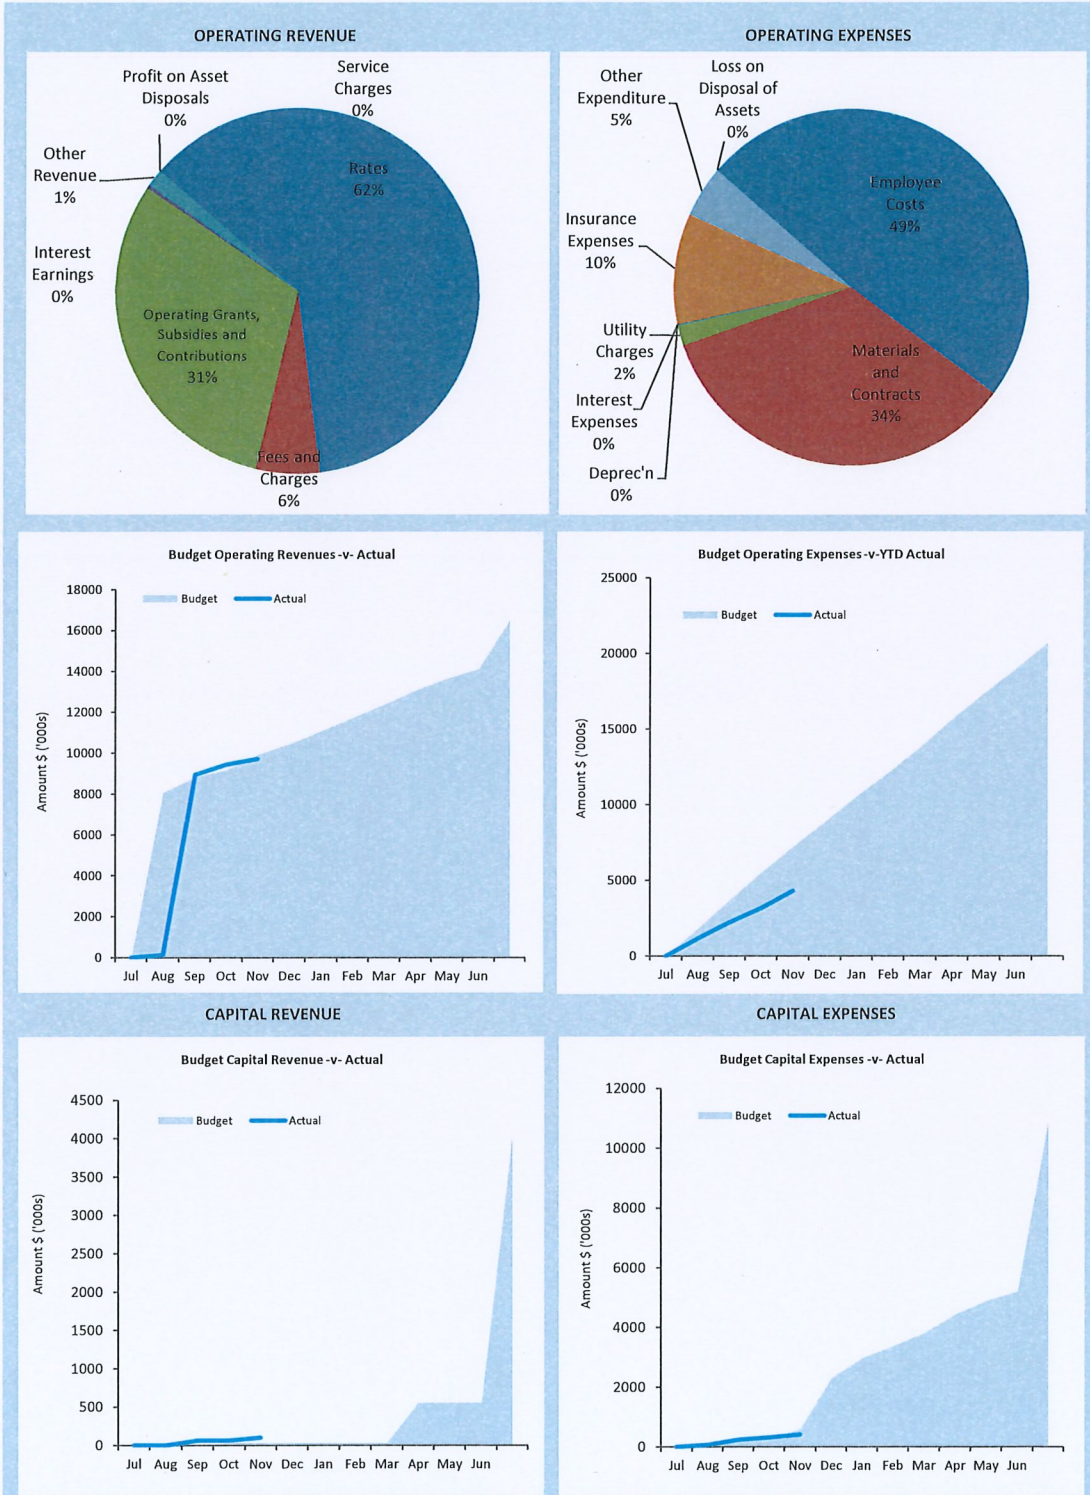 OPERATING REVENUE
Profit on Asset
Disposals
0%
Service
Charges
0%
Other
Revenue
1%
Rates
62%
Interest
Earnings
0%
Operating Grants,
Subsidies and
Contributions
31%
Fees and
Charges
6%
OPERATING EXPENSES
Other
Expenditure
5%
Loss on
Disposal of
Assets
0%
Employee
Costs
49%
Insurance
Expenses
10%
Utility
Charges
2%
Materials
and
Contracts
34%
Interest
Expenses
0%
Deprec'n
0%
Budget Operating Revenues -v- Actual
Budget Actual
Amount $ ('000s)
18000
16000
14000
12000
10000
8000
6000
4000
2000
0
Jul Aug Sep Oct Nov Dec Jan Feb Mar Apr May Jun
Budget Operating Expenses -v-YTD Actual
Budget Actual
Amount $ ('000s)
25000
20000
15000
10000
5000
0
Jul Aug Sep Oct Nov Dec Jan Feb Mar Apr May Jun
CAPITAL REVENUE
Budget Capital Revenue -v- Actual
Budget Actual
Amount $ ('000s)
4500
4000
3500
3000
2500
2000
1500
1000
500
0
Jul Aug Sep Oct Nov Dec Jan Feb Mar Apr May Jun
CAPITAL EXPENSES
Budget Capital Expenses -v- Actual
Budget Actual
Amount $ ('000s)
12000
10000
8000
6000
4000
2000
0
Jul Aug Sep Oct Nov Dec Jan Feb Mar Apr May Jun